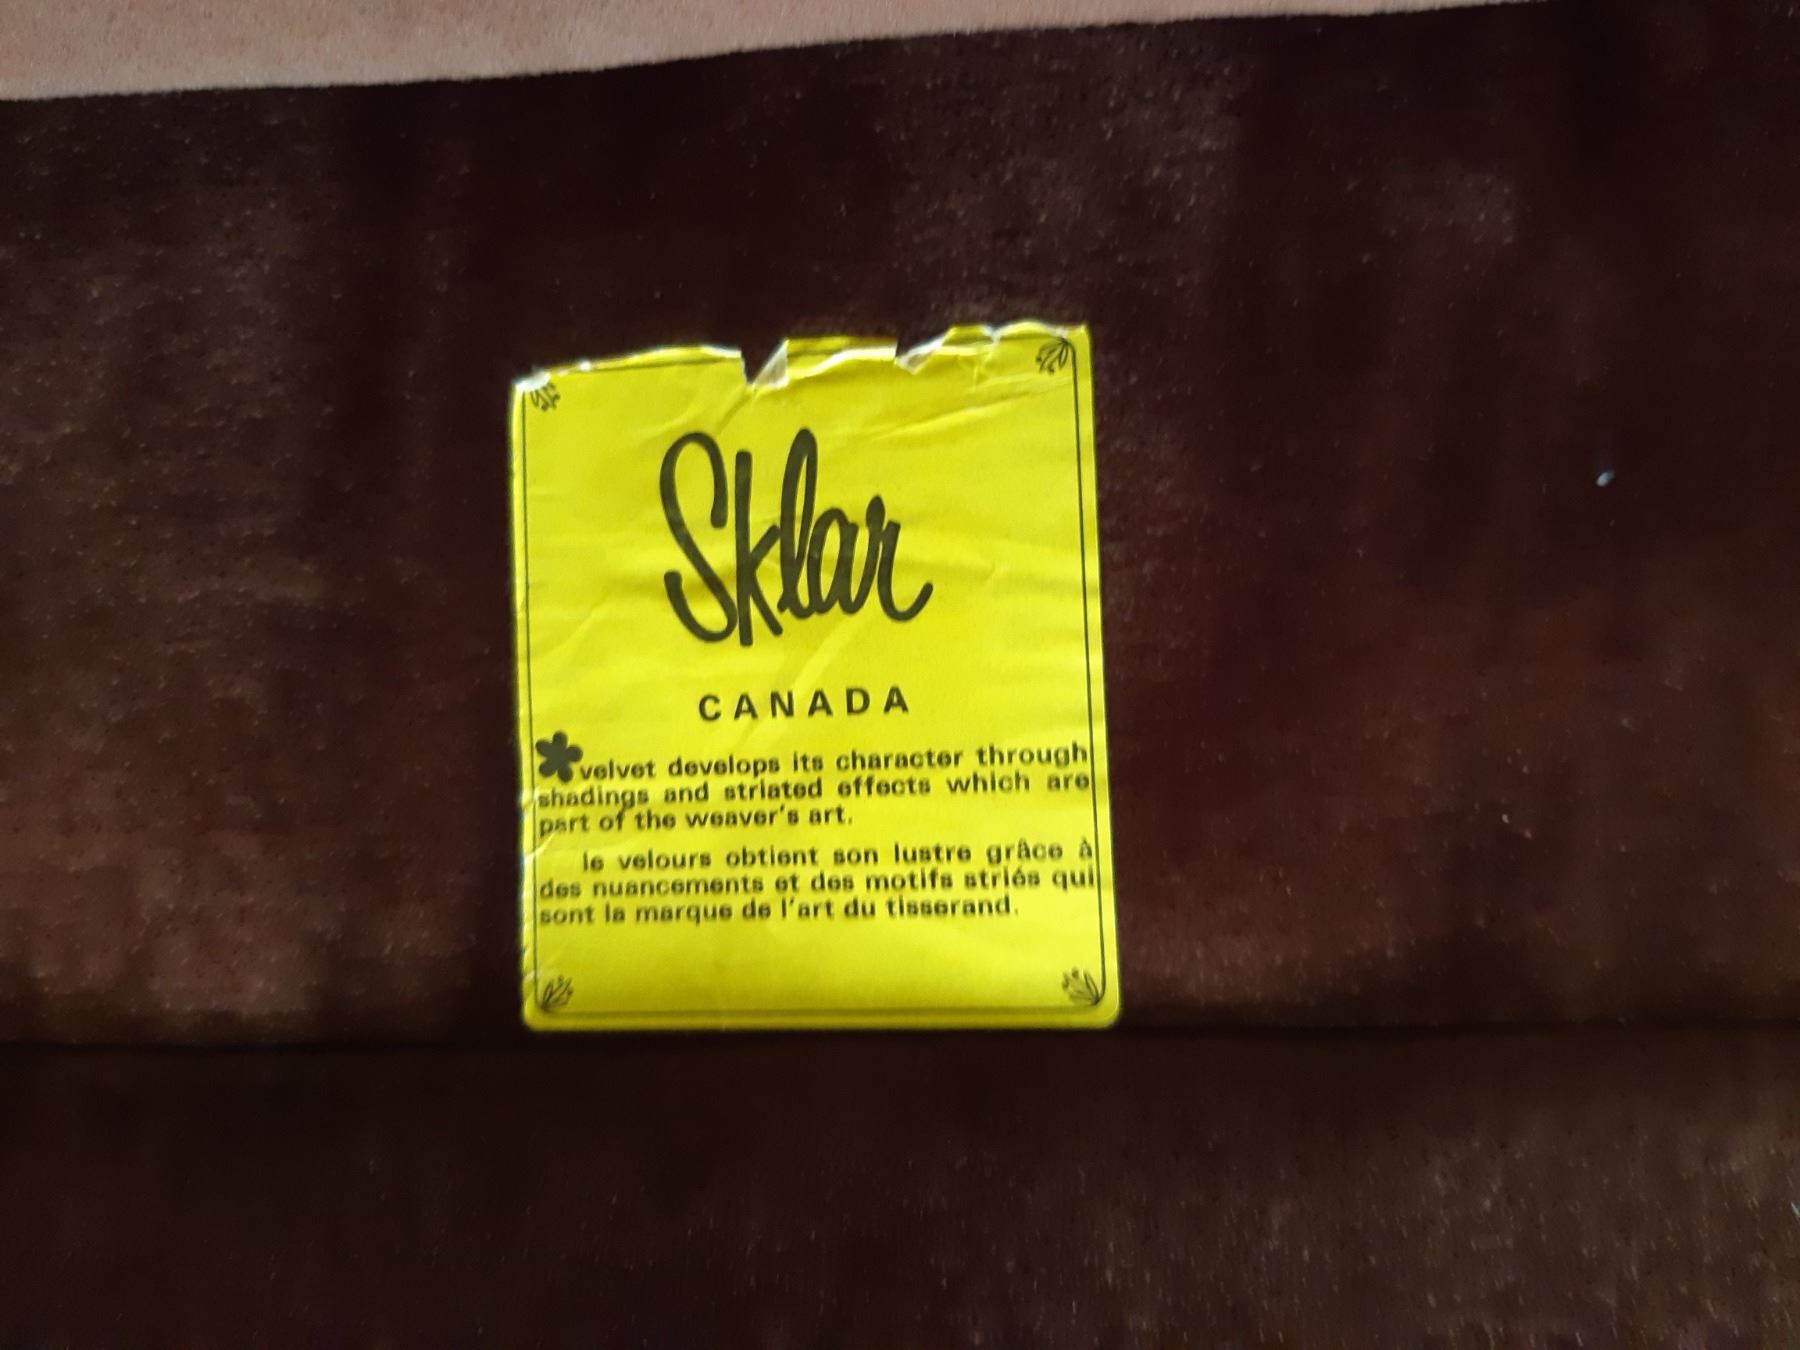 Sklar
CANADA
velvet develops its character through
shadings and striated effects which are
part of the weaver's art.
le velours obtient son lustre grâce à
des nuancements et des motifs striés qui
sont la marque de l'art du tisserand.